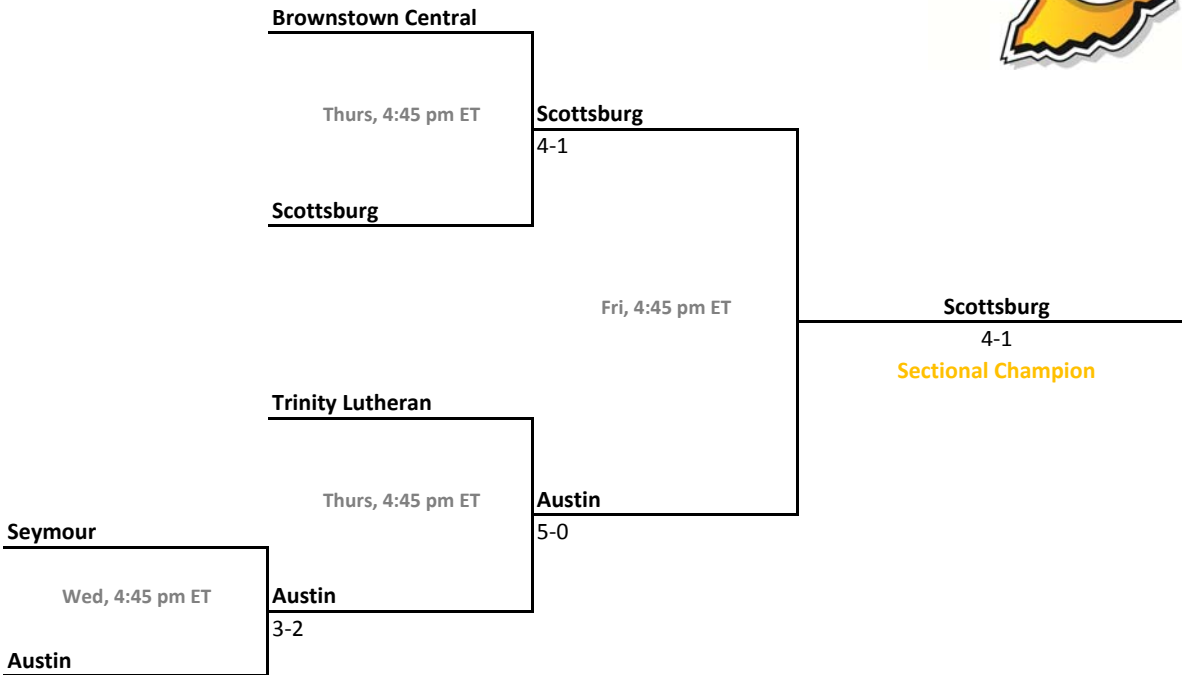 Brownstown Central
Thurs, 4:45 pm ET
Scottsburg
4-1
Scottsburg
Fri, 4:45 pm ET
Scottsburg
4-1
Sectional Champion
Trinity Lutheran
Thurs, 4:45 pm ET
Austin
5-0
Seymour
Wed, 4:45 pm ET
Austin
3-2
Austin